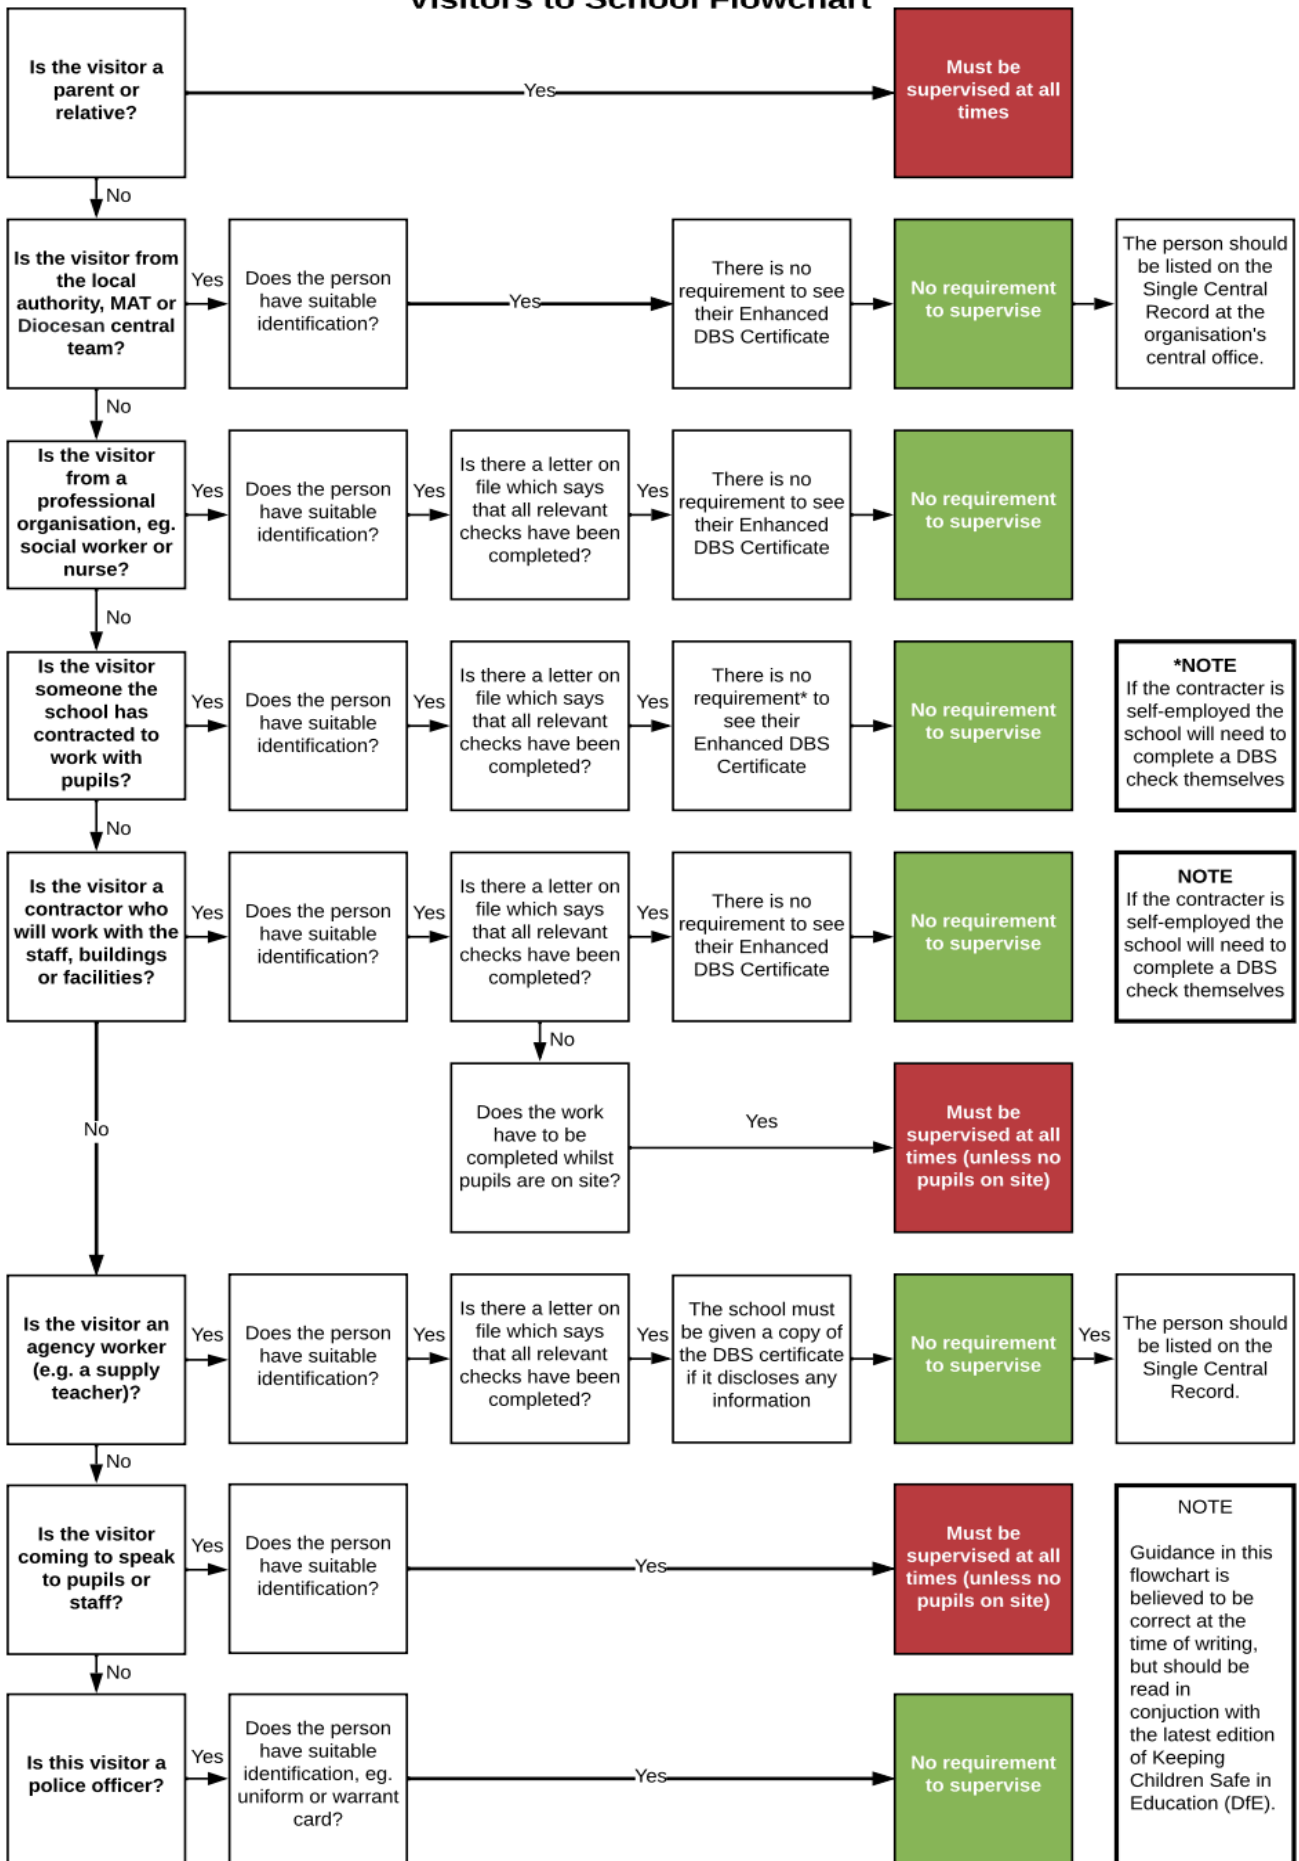 Visitors to School Flowchart
Is the visitor a
parent or
relative?
Yes
Must be
supervised at all
times
No
Is the visitor from
the local
authority, MAT or
Diocesan central
team?
Yes
Does the person
have suitable
identification?
Yes
There is no
requirement to see
their Enhanced
DBS Certificate
No requirement
to supervise
The person should
be listed on the
Single Central
Record at the
organisation's
central office.
No
Is the visitor
from a
professional
organisation, eg.
social worker or
nurse?
Yes
Does the person
have suitable
identification?
Yes
Is there a letter on
file which says
that all relevant
checks have been
completed?
Yes
There is no
requirement to see
their Enhanced
DBS Certificate
No requirement
to supervise
No
Is the visitor
someone the
school has
contracted to
work with
pupils?
Yes
Does the person
have suitable
identification?
Yes
Is there a letter on
file which says
that all relevant
checks have been
completed?
Yes
There is no
requirement* to
see their
Enhanced DBS
Certificate
No requirement
to supervise
*NOTE
If the contracter is
self-employed the
school will need to
complete a DBS
check themselves
No
Is the visitor a
contractor who
will work with the
staff, buildings
or facilities?
Yes
Does the person
have suitable
identification?
Yes
Is there a letter on
file which says
that all relevant
checks have been
completed?
Yes
There is no
requirement to see
their Enhanced
DBS Certificate
No requirement
to supervise
NOTE
If the contracter is
self-employed the
school will need to
complete a DBS
check themselves
No
Does the work
have to be
completed whilst
pupils are on site?
Yes
Must be
supervised at all
times (unless no
pupils on site)
No
Is the visitor an
agency worker
(e.g. a supply
teacher)?
Yes
Does the person
have suitable
identification?
Yes
Is there a letter on
file which says
that all relevant
checks have been
completed?
Yes
The school must
be given a copy of
the DBS certificate
if it discloses any
information
No requirement
to supervise
Yes
The person should
be listed on the
Single Central
Record.
No
Is the visitor
coming to speak
to pupils or
staff?
Yes
Does the person
have suitable
identification?
Yes
Must be
supervised at all
times (unless no
pupils on site)
NOTE
Guidance in this
flowchart is
believed to be
correct at the
time of writing,
but should be
read in
conjuction with
the latest edition
of Keeping
Children Safe in
Education (DfE).
No
Is this visitor a
police officer?
Yes
Does the person
have suitable
identification, eg.
uniform or warrant
card?
Yes
No requirement
to supervise